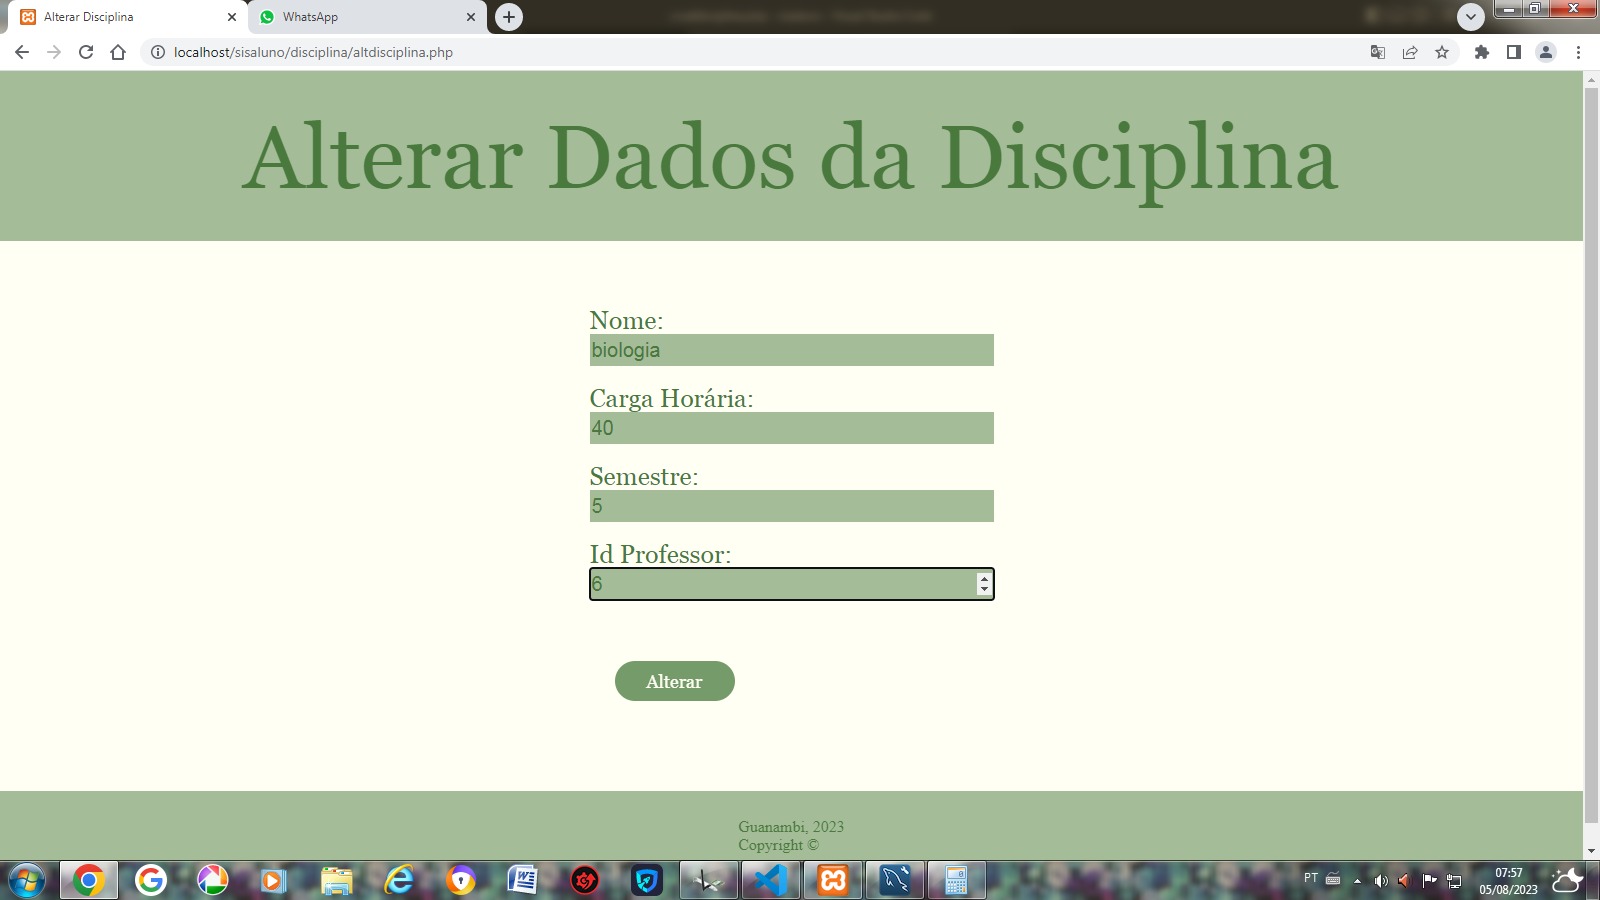 Alterar Disciplina
WhatsApp
localhost/sisaluno/disciplina/altdisciplina.php
Alterar Dados da Disciplina
Nome:
biologia
Carga Horária:
40
Semestre:
5
Id Professor:
6
Alterar
Guanambi, 2023
Copyright ©
PT
07:57
05/08/2023